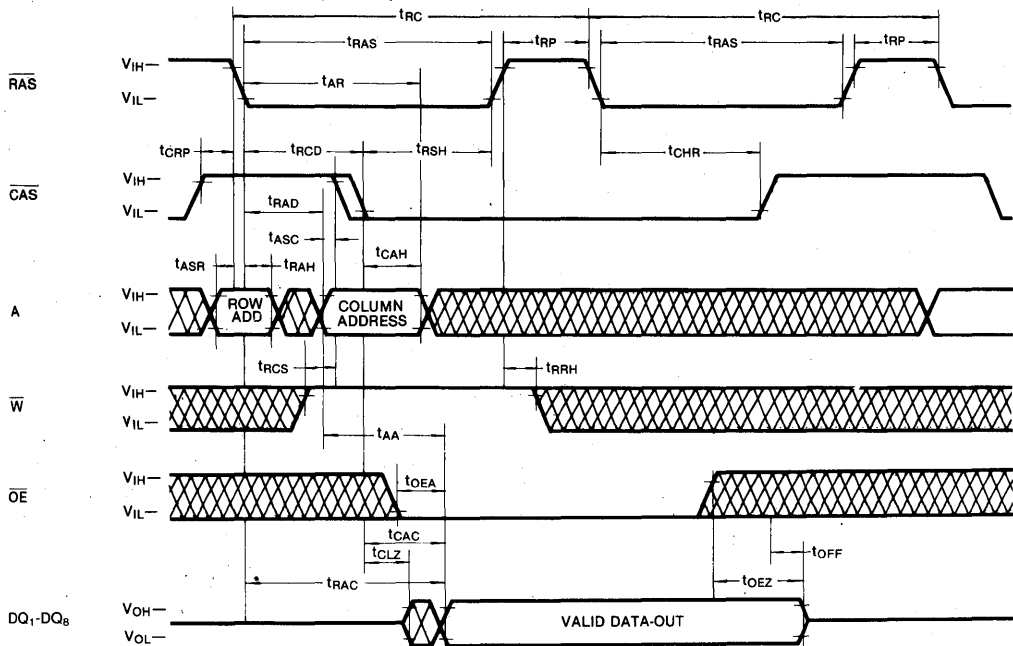 tRC tRC
tRAS tRP tRAS tRP
RAS VIH— tAR
VIL—
tCRP tRCD tRSH tCHR
CAS VIH—
VIL— tRAD
tASC
tASR tRAH tCAH
A VIH— ROW ADD COLUMN ADDRESS
VIL—
tRCS tRRH
W VIH—
VIL—
tAA
OE VIH— tOEA
VIL—
tCAC
tCLZ tOFF
tRAC tOEZ
DQ1-DQ8 VOH— VALID DATA-OUT
VOL—